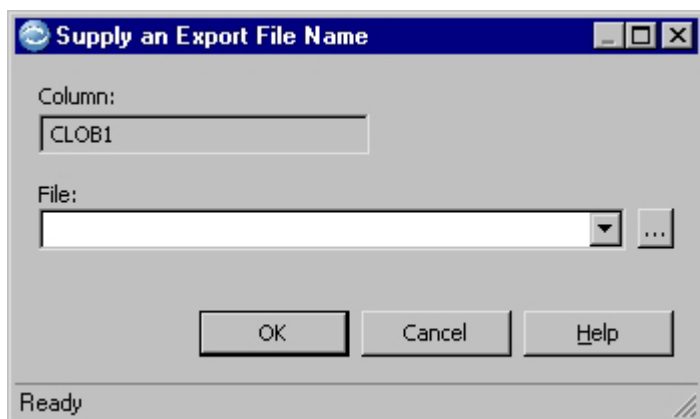 Supply an Export File Name
Column:
CLOB1
File:
...
OK Cancel Help
Ready